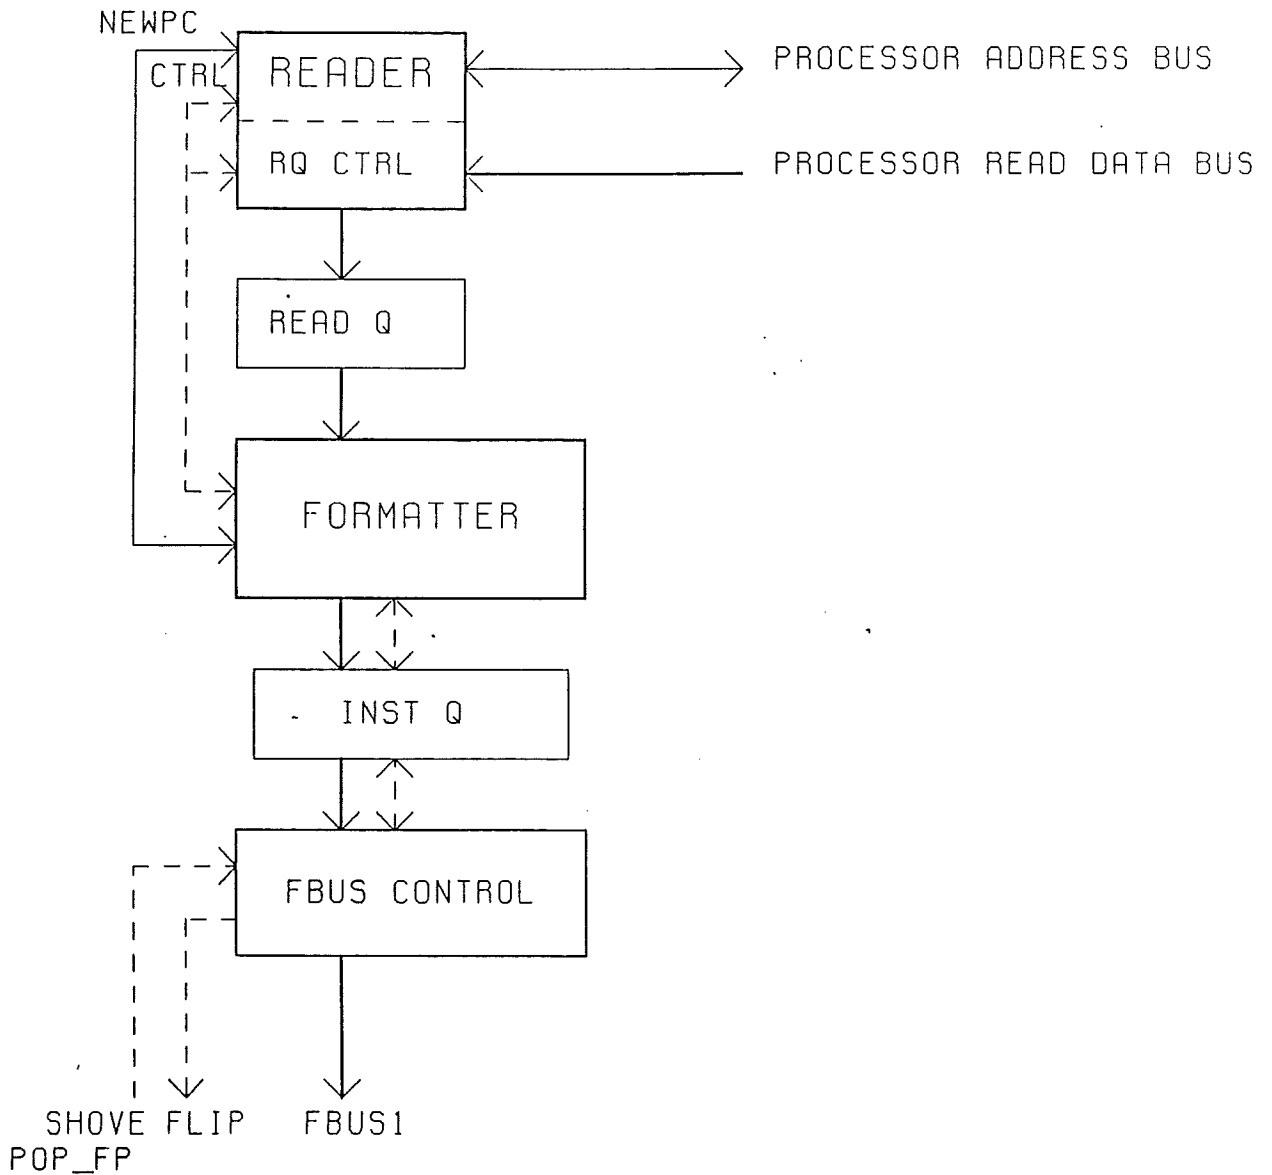 NEWPC
CTRL
READER
PROCESSOR ADDRESS BUS
RQ CTRL
PROCESSOR READ DATA BUS
READ Q
FORMATTER
INST Q
FBUS CONTROL
SHOVE FLIP FBUS1
POP_FP